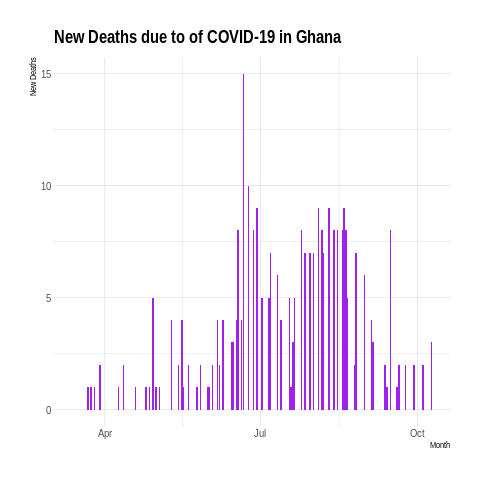 New Deaths due to of COVID-19 in Ghana
New Deaths
15
10
5
0
Apr
Jul
Oct
Month